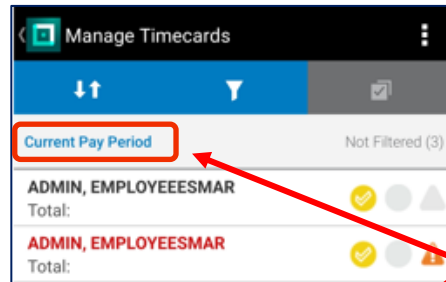 Manage Timecards
Current Pay Period Not Filtered (3)
ADMIN, EMPLOYEEESMAR
Total:
ADMIN, EMPLOYEESMAR
Total: